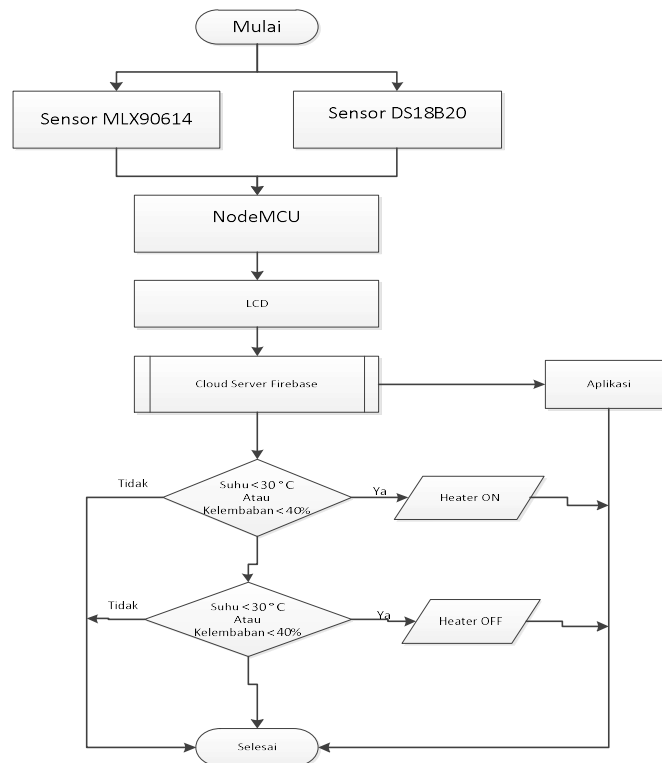 Mulai
Sensor MLX90614
Sensor DS18B20
NodeMCU
LCD
Cloud Server Firebase
Aplikasi
Tidak
Suhu<30°C
Atau
Kelembaban<40%
Ya
Heater ON
Tidak
Suhu<30°C
Atau
Kelembaban<40%
Ya
Heater OFF
Selesai